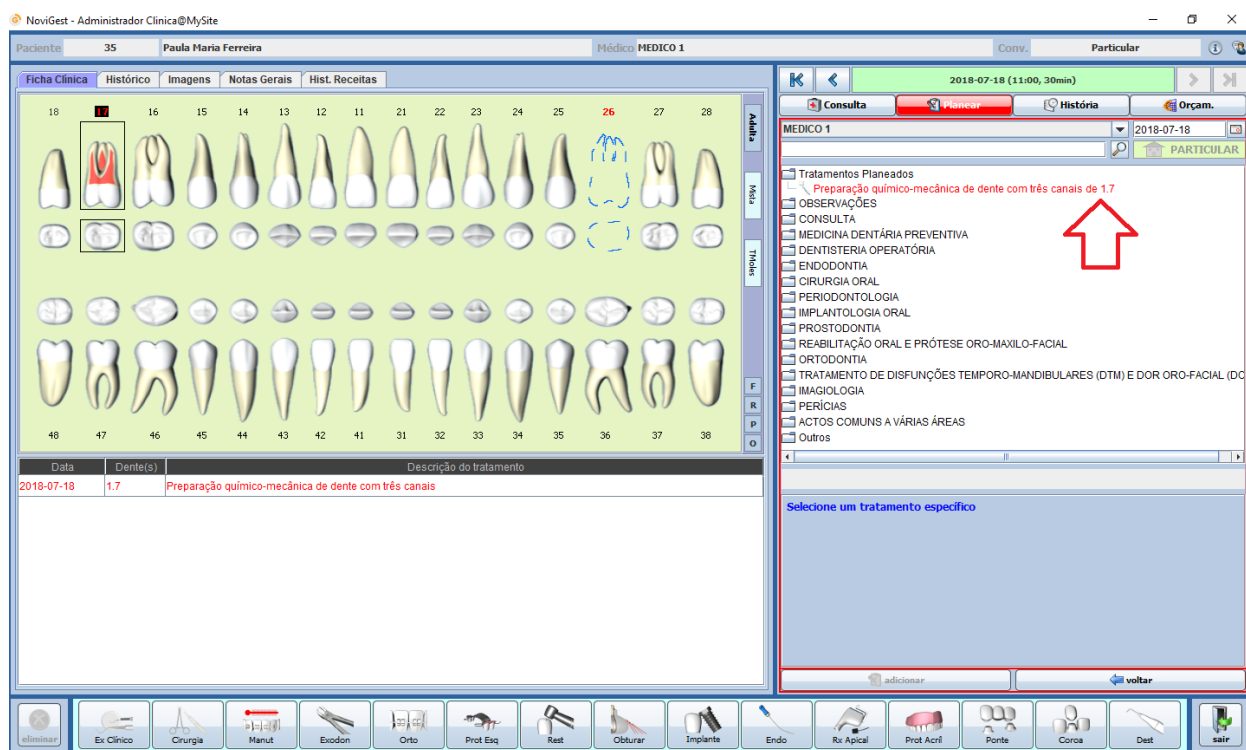 NoviGest - Administrador Clinica@MySite
Paciente 35 Paula Maria Ferreira Médico MEDICO 1 Conv. Particular
Ficha Clínica Histórico Imagens Notas Gerais Hist. Receitas
18 17 16 15 14 13 12 11 21 22 23 24 25 26 27 28
Adulta
Mista
TMoles
F
R
P
O
48 47 46 45 44 43 42 41 31 32 33 34 35 36 37 38
Data Dente(s) Descrição do tratamento
2018-07-18 1.7 Preparação químico-mecânica de dente com três canais
2018-07-18 (11:00, 30min)
Consulta Planear História Orçam.
MEDICO 1 2018-07-18
PARTICULAR
Tratamentos Planeados
Preparação químico-mecânica de dente com três canais de 1.7
OBSERVAÇÕES
CONSULTA
MEDICINA DENTÁRIA PREVENTIVA
DENTISTERIA OPERATÓRIA
ENDODONTIA
CIRURGIA ORAL
PERIODONTOLOGIA
IMPLANTOLOGIA ORAL
PROSTODONTIA
REABILITAÇÃO ORAL E PRÓTESE ORO-MAXILO-FACIAL
ORTODONTIA
TRATAMENTO DE DISFUNÇÕES TEMPORO-MANDIBULARES (DTM) E DOR ORO-FACIAL (DO
IMAGIOLOGIA
PERÍCIAS
ACTOS COMUNS A VÁRIAS ÁREAS
Outros
Selecione um tratamento específico
adicionar voltar
eliminar Ex Clínico Cirurgia Manut Exodon Orto Prot Esq Rest Obturar Implante Endo Rx Apical Prot Acríl Ponte Coroa Dest sair